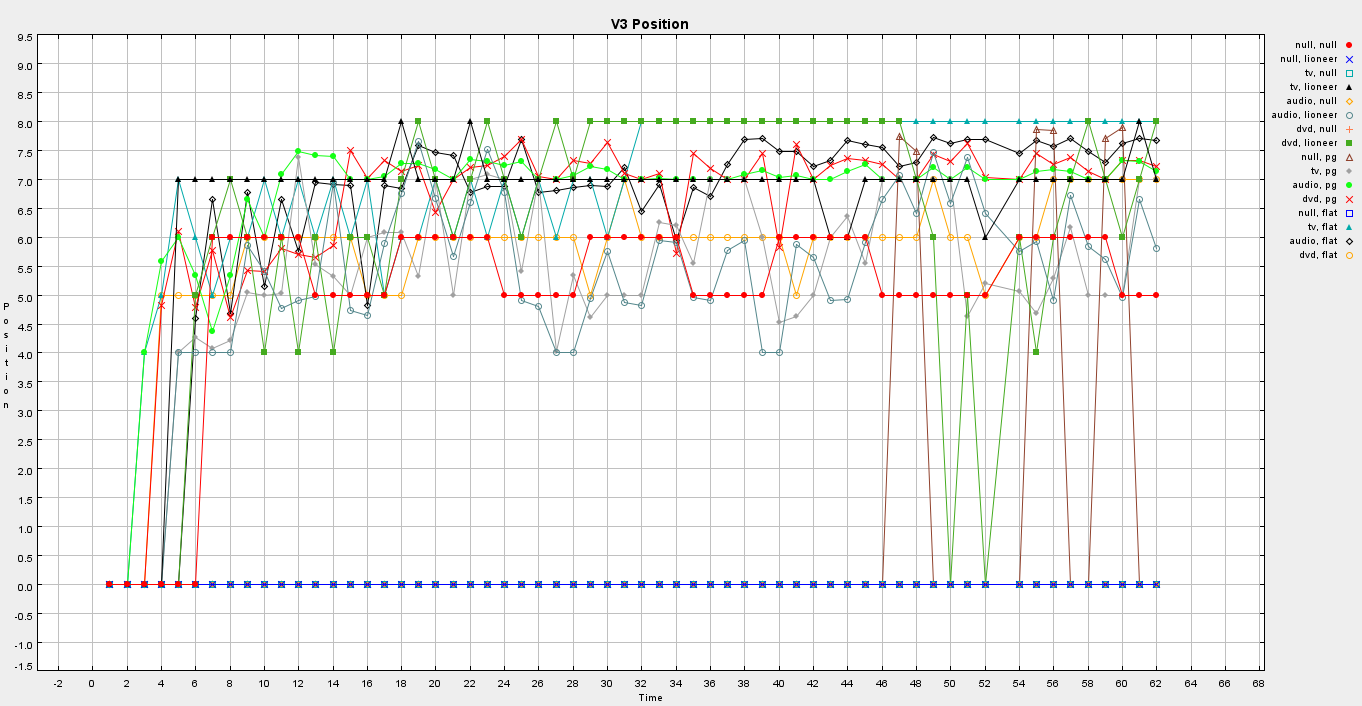 V3 Position
9.5
9.0
8.5
8.0
7.5
7.0
6.5
6.0
5.5
5.0
4.5
4.0
3.5
3.0
2.5
2.0
1.5
1.0
0.5
0.0
-0.5
-1.0
-1.5
Position
-2 0 2 4 6 8 10 12 14 16 18 20 22 24 26 28 30 32 34 36 38 40 42 44 46 48 50 52 54 56 58 60 62 64 66 68
Time
null, null
null, lioneer
tv, null
tv, lioneer
audio, null
audio, lioneer
dvd, null
dvd, lioneer
null, pg
tv, pg
audio, pg
dvd, pg
null, flat
tv, flat
audio, flat
dvd, flat